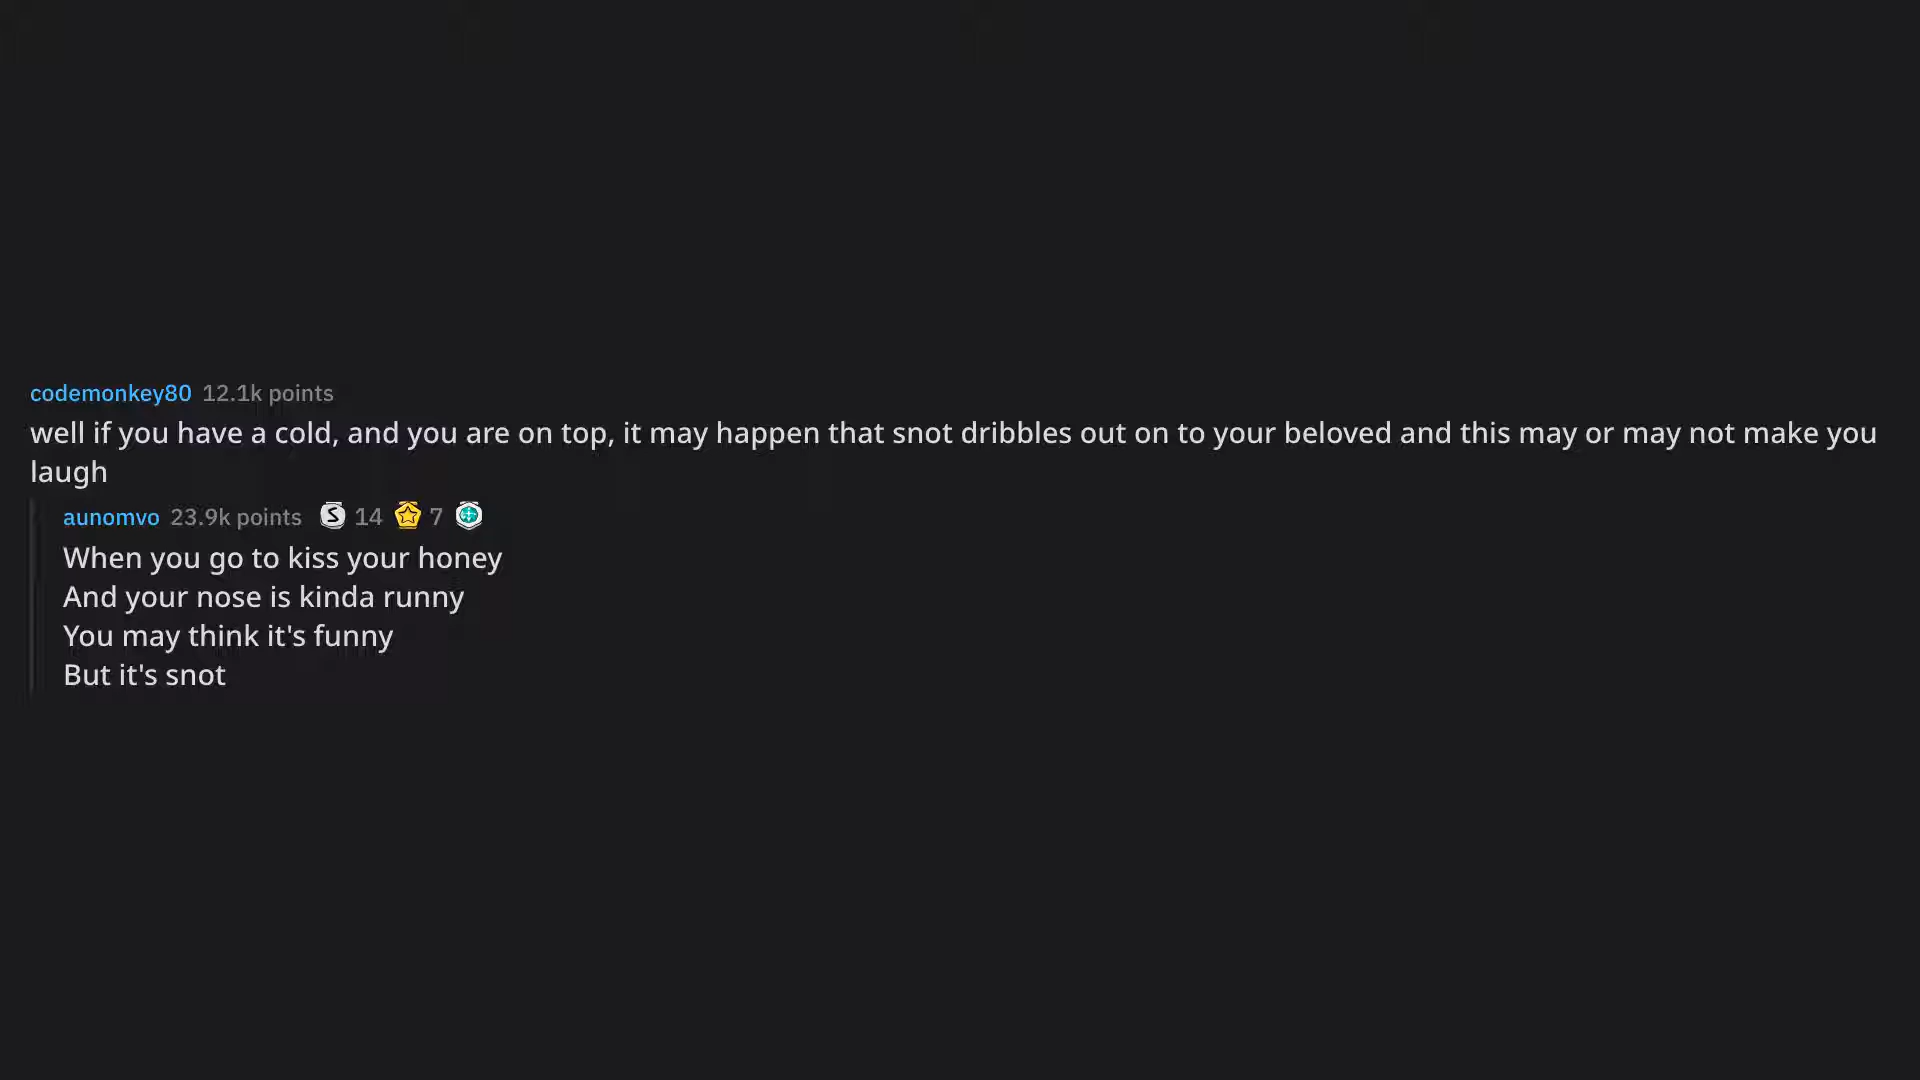 codemonkey80 12.1k points
well if you have a cold, and you are on top, it may happen that snot dribbles out on to your beloved and this may or may not make you
laugh
aunomvo 23.9k points S 14 7
When you go to kiss your honey
And your nose is kinda runny
You may think it's funny
But it's snot